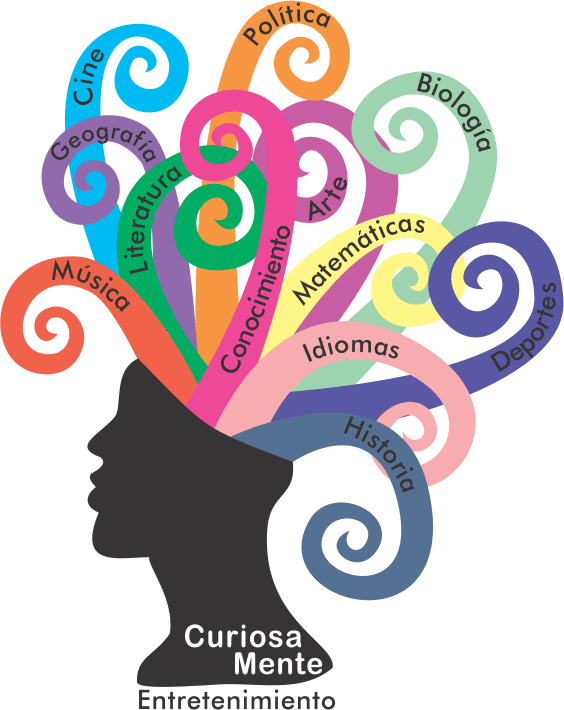 Política
Cine
Biología
Geografía
Literatura
Arte
Matemáticas
Música
Conocimiento
Deportes
Idiomas
Historia
Curiosa
Mente
Entretenimiento